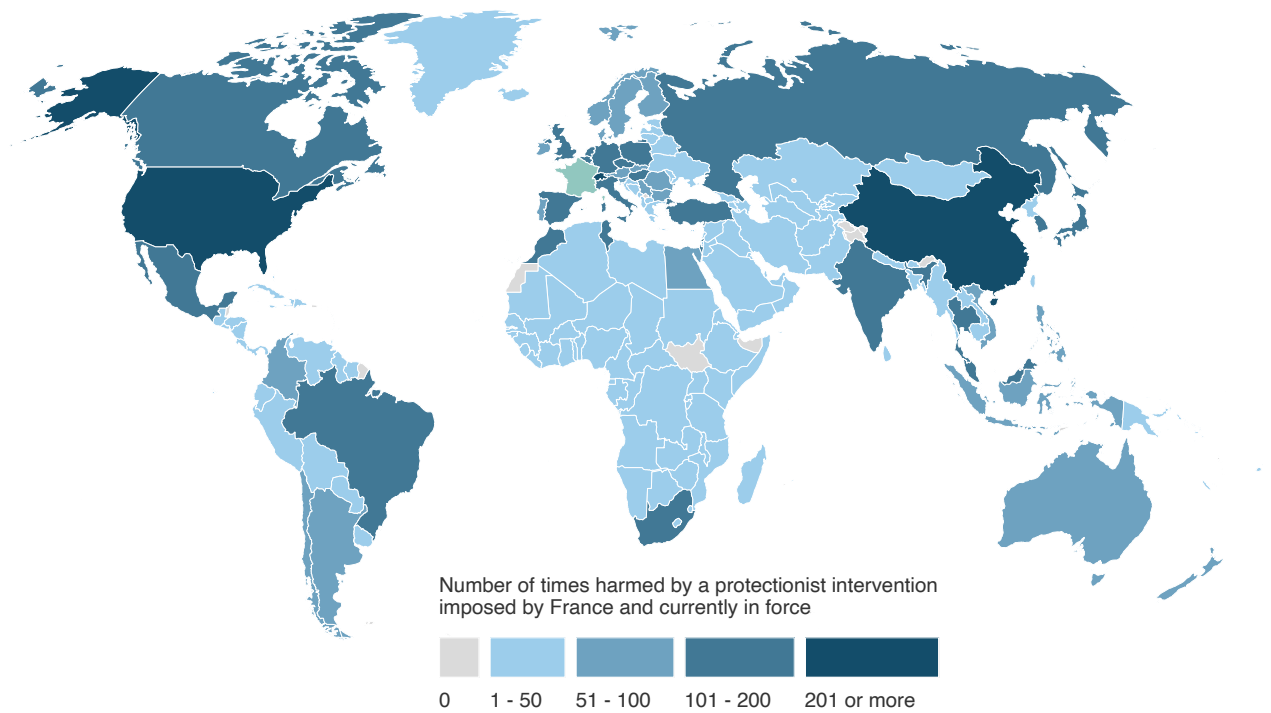 Number of times harmed by a protectionist intervention
imposed by France and currently in force
0
1 - 50
51 - 100
101 - 200
201 or more